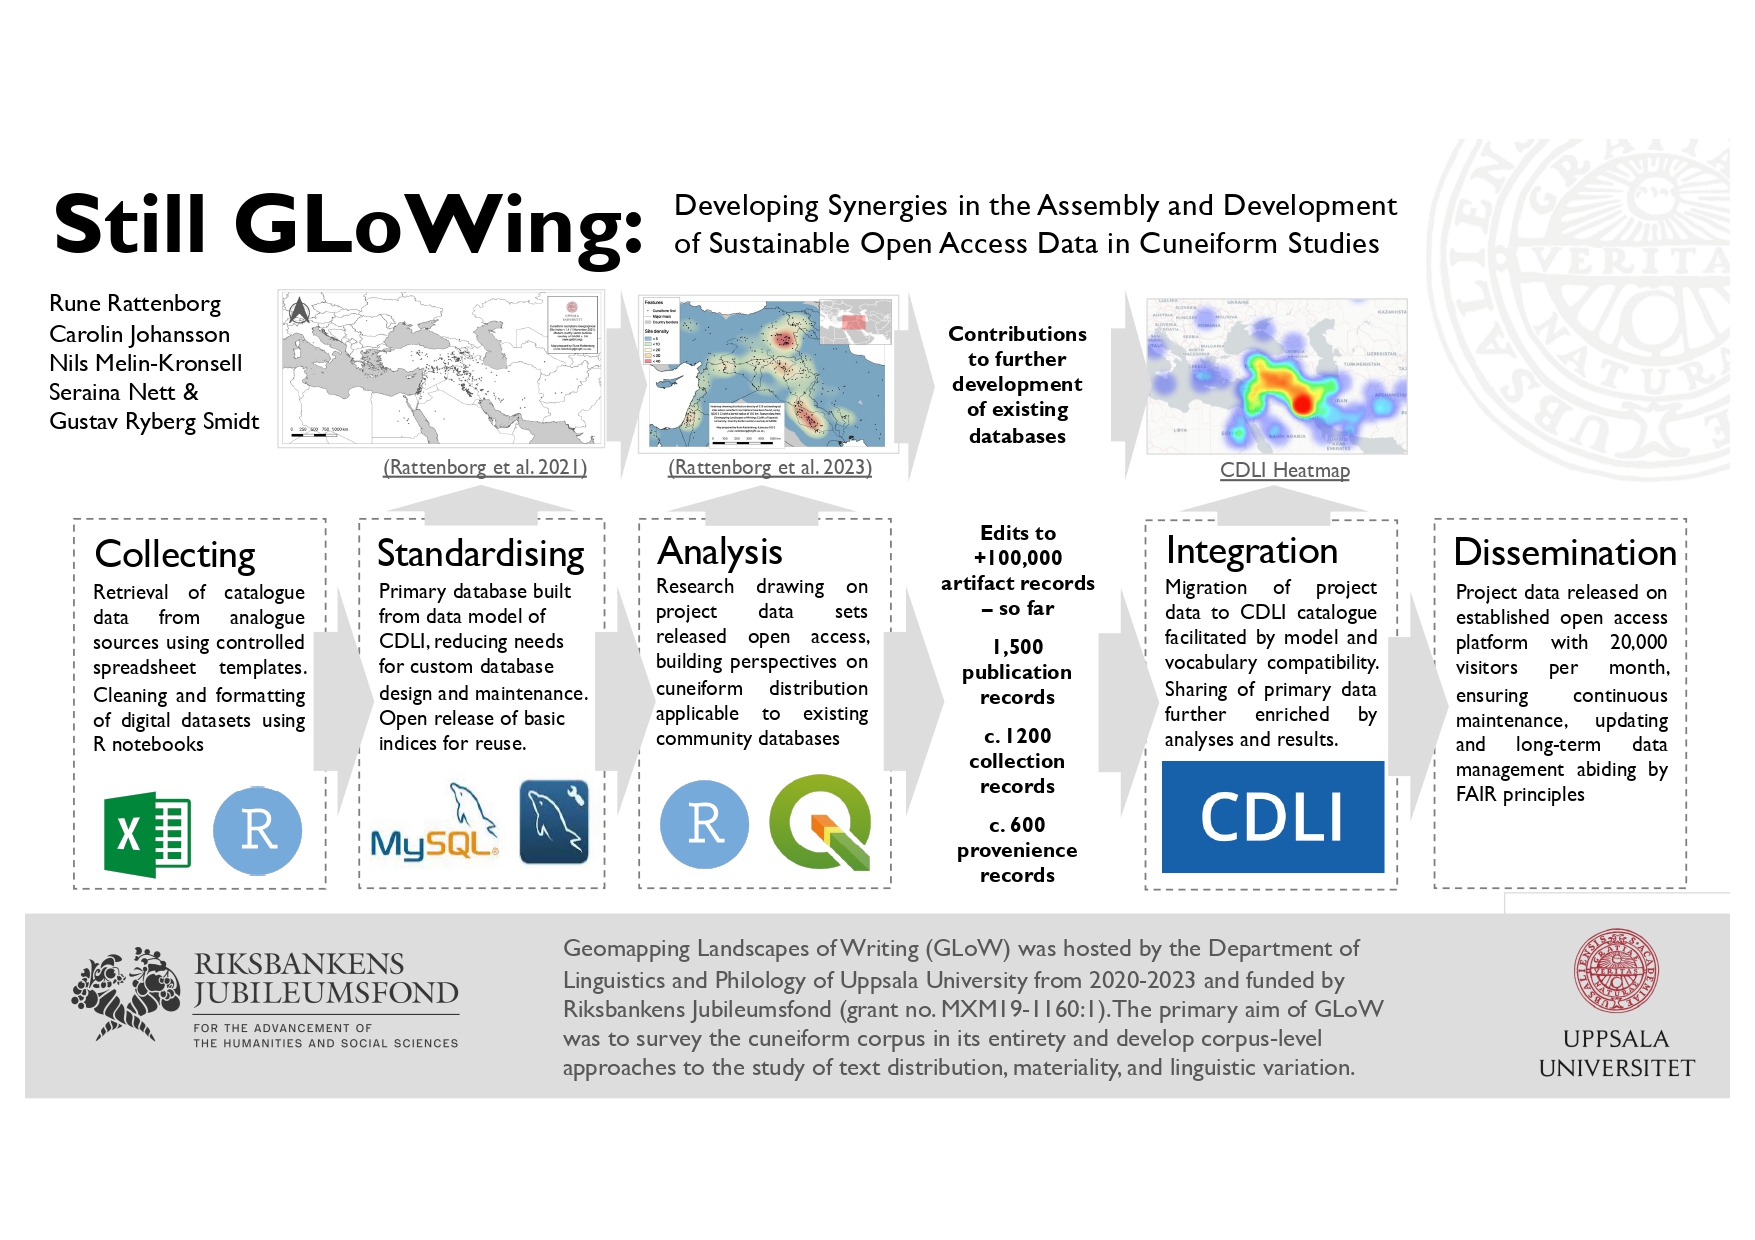 Still GLoWing:
Developing Synergies in the Assembly and Development
of Sustainable Open Access Data in Cuneiform Studies
Rune Rattenborg
Carolin Johansson
Nils Melin-Kronsell
Seraina Nett &
Gustav Ryberg Smidt
(Rattenborg et al. 2021)
Features
Site density
(Rattenborg et al. 2023)
Contributions
to further
development
of existing
databases
CDLI Heatmap
Collecting
Retrieval of catalogue
data from analogue
sources using controlled
spreadsheet templates.
Cleaning and formatting
of digital datasets using
R notebooks
X
R
Standardising
Primary database built
from data model of
CDLI, reducing needs
for custom database
design and maintenance.
Open release of basic
indices for reuse.
MySQL®
Analysis
Research drawing on
project data sets
released open access,
building perspectives on
cuneiform distribution
applicable to existing
community databases
R
Edits to
+100,000
artifact records
– so far
1,500
publication
records
c. 1200
collection
records
c. 600
provenience
records
Integration
Migration of project
data to CDLI catalogue
facilitated by model and
vocabulary compatibility.
Sharing of primary data
further enriched by
analyses and results.
CDLI
Dissemination
Project data released on
established open access
platform with 20,000
visitors per month,
ensuring continuous
maintenance, updating
and long-term data
management abiding by
FAIR principles
RIKSBANKENS
JUBILEUMSFOND
FOR THE ADVANCEMENT OF
THE HUMANITIES AND SOCIAL SCIENCES
Geomapping Landscapes of Writing (GLoW) was hosted by the Department of
Linguistics and Philology of Uppsala University from 2020-2023 and funded by
Riksbankens Jubileumsfond (grant no. MXM19-1160:1). The primary aim of GLoW
was to survey the cuneiform corpus in its entirety and develop corpus-level
approaches to the study of text distribution, materiality, and linguistic variation.
UPPSALA
UNIVERSITET